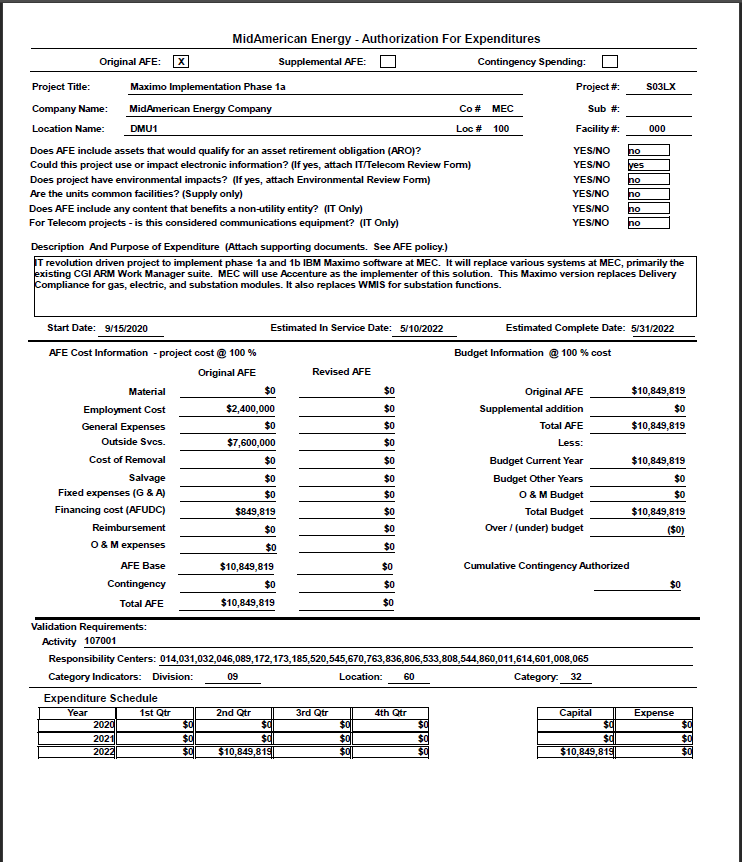 MidAmerican Energy - Authorization For Expenditures
Original AFE: X Supplemental AFE: Contingency Spending:
Project Title: Maximo Implementation Phase 1a Project #: S03LX
Company Name: MidAmerican Energy Company Co # MEC Sub #:
Location Name: DMU1 Loc # 100 Facility #: 000
Does AFE include assets that would qualify for an asset retirement obligation (ARO)? YES/NO no
Could this project use or impact electronic information? (If yes, attach IT/Telecom Review Form) YES/NO yes
Does project have environmental impacts? (If yes, attach Environmental Review Form) YES/NO no
Are the units common facilities? (Supply only) YES/NO no
Does AFE include any content that benefits a non-utility entity? (IT Only) YES/NO no
For Telecom projects - is this considered communications equipment? (IT Only) YES/NO no
Description And Purpose of Expenditure (Attach supporting documents. See AFE policy.)
IT revolution driven project to implement phase 1a and 1b IBM Maximo software at MEC. It will replace various systems at MEC, primarily the
existing CGI ARM Work Manager suite. MEC will use Accenture as the implementer of this solution. This Maximo version replaces Delivery
Compliance for gas, electric, and substation modules. It also replaces WMIS for substation functions.
Start Date: 9/15/2020 Estimated In Service Date: 5/10/2022 Estimated Complete Date: 5/31/2022
AFE Cost Information - project cost @ 100 % Budget Information @ 100 % cost
Original AFE Revised AFE
Material $0 $0 Original AFE $10,849,819
Employment Cost $2,400,000 $0 Supplemental addition $0
General Expenses $0 $0 Total AFE $10,849,819
Outside Svcs. $7,600,000 $0 Less:
Cost of Removal $0 $0 Budget Current Year $10,849,819
Salvage $0 $0 Budget Other Years $0
Fixed expenses (G & A) $0 $0 O & M Budget $0
Financing cost (AFUDC) $849,819 $0 Total Budget $10,849,819
Reimbursement $0 $0 Over / (under) budget ($0)
O & M expenses $0 $0
AFE Base $10,849,819 $0 Cumulative Contingency Authorized
Contingency $0 $0 $0
Total AFE $10,849,819 $0
Validation Requirements:
Activity 107001
Responsibility Centers: 014,031,032,046,089,172,173,185,520,545,670,763,836,806,533,808,544,860,011,614,601,008,065
Category Indicators: Division: 09 Location: 60 Category: 32
Expenditure Schedule
Year 1st Qtr 2nd Qtr 3rd Qtr 4th Qtr Capital Expense
2020 $0 $0 $0 $0 $0 $0
2021 $0 $0 $0 $0 $0 $0
2022 $0 $10,849,819 $0 $0 $10,849,819 $0